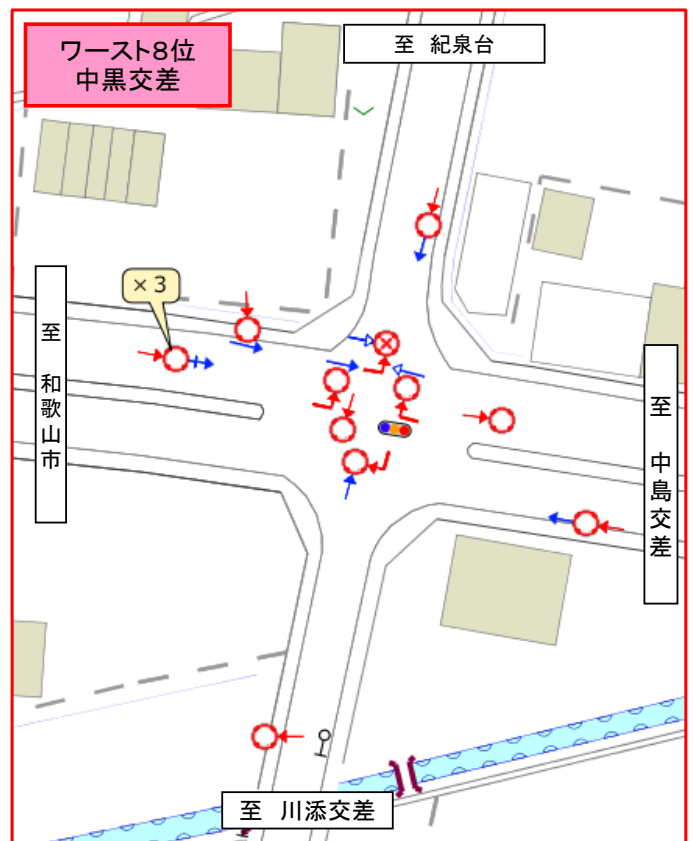 ワースト8位
中黒交差
至 紀泉台
×3
至 和歌山市
至 中島交差
至 川添交差